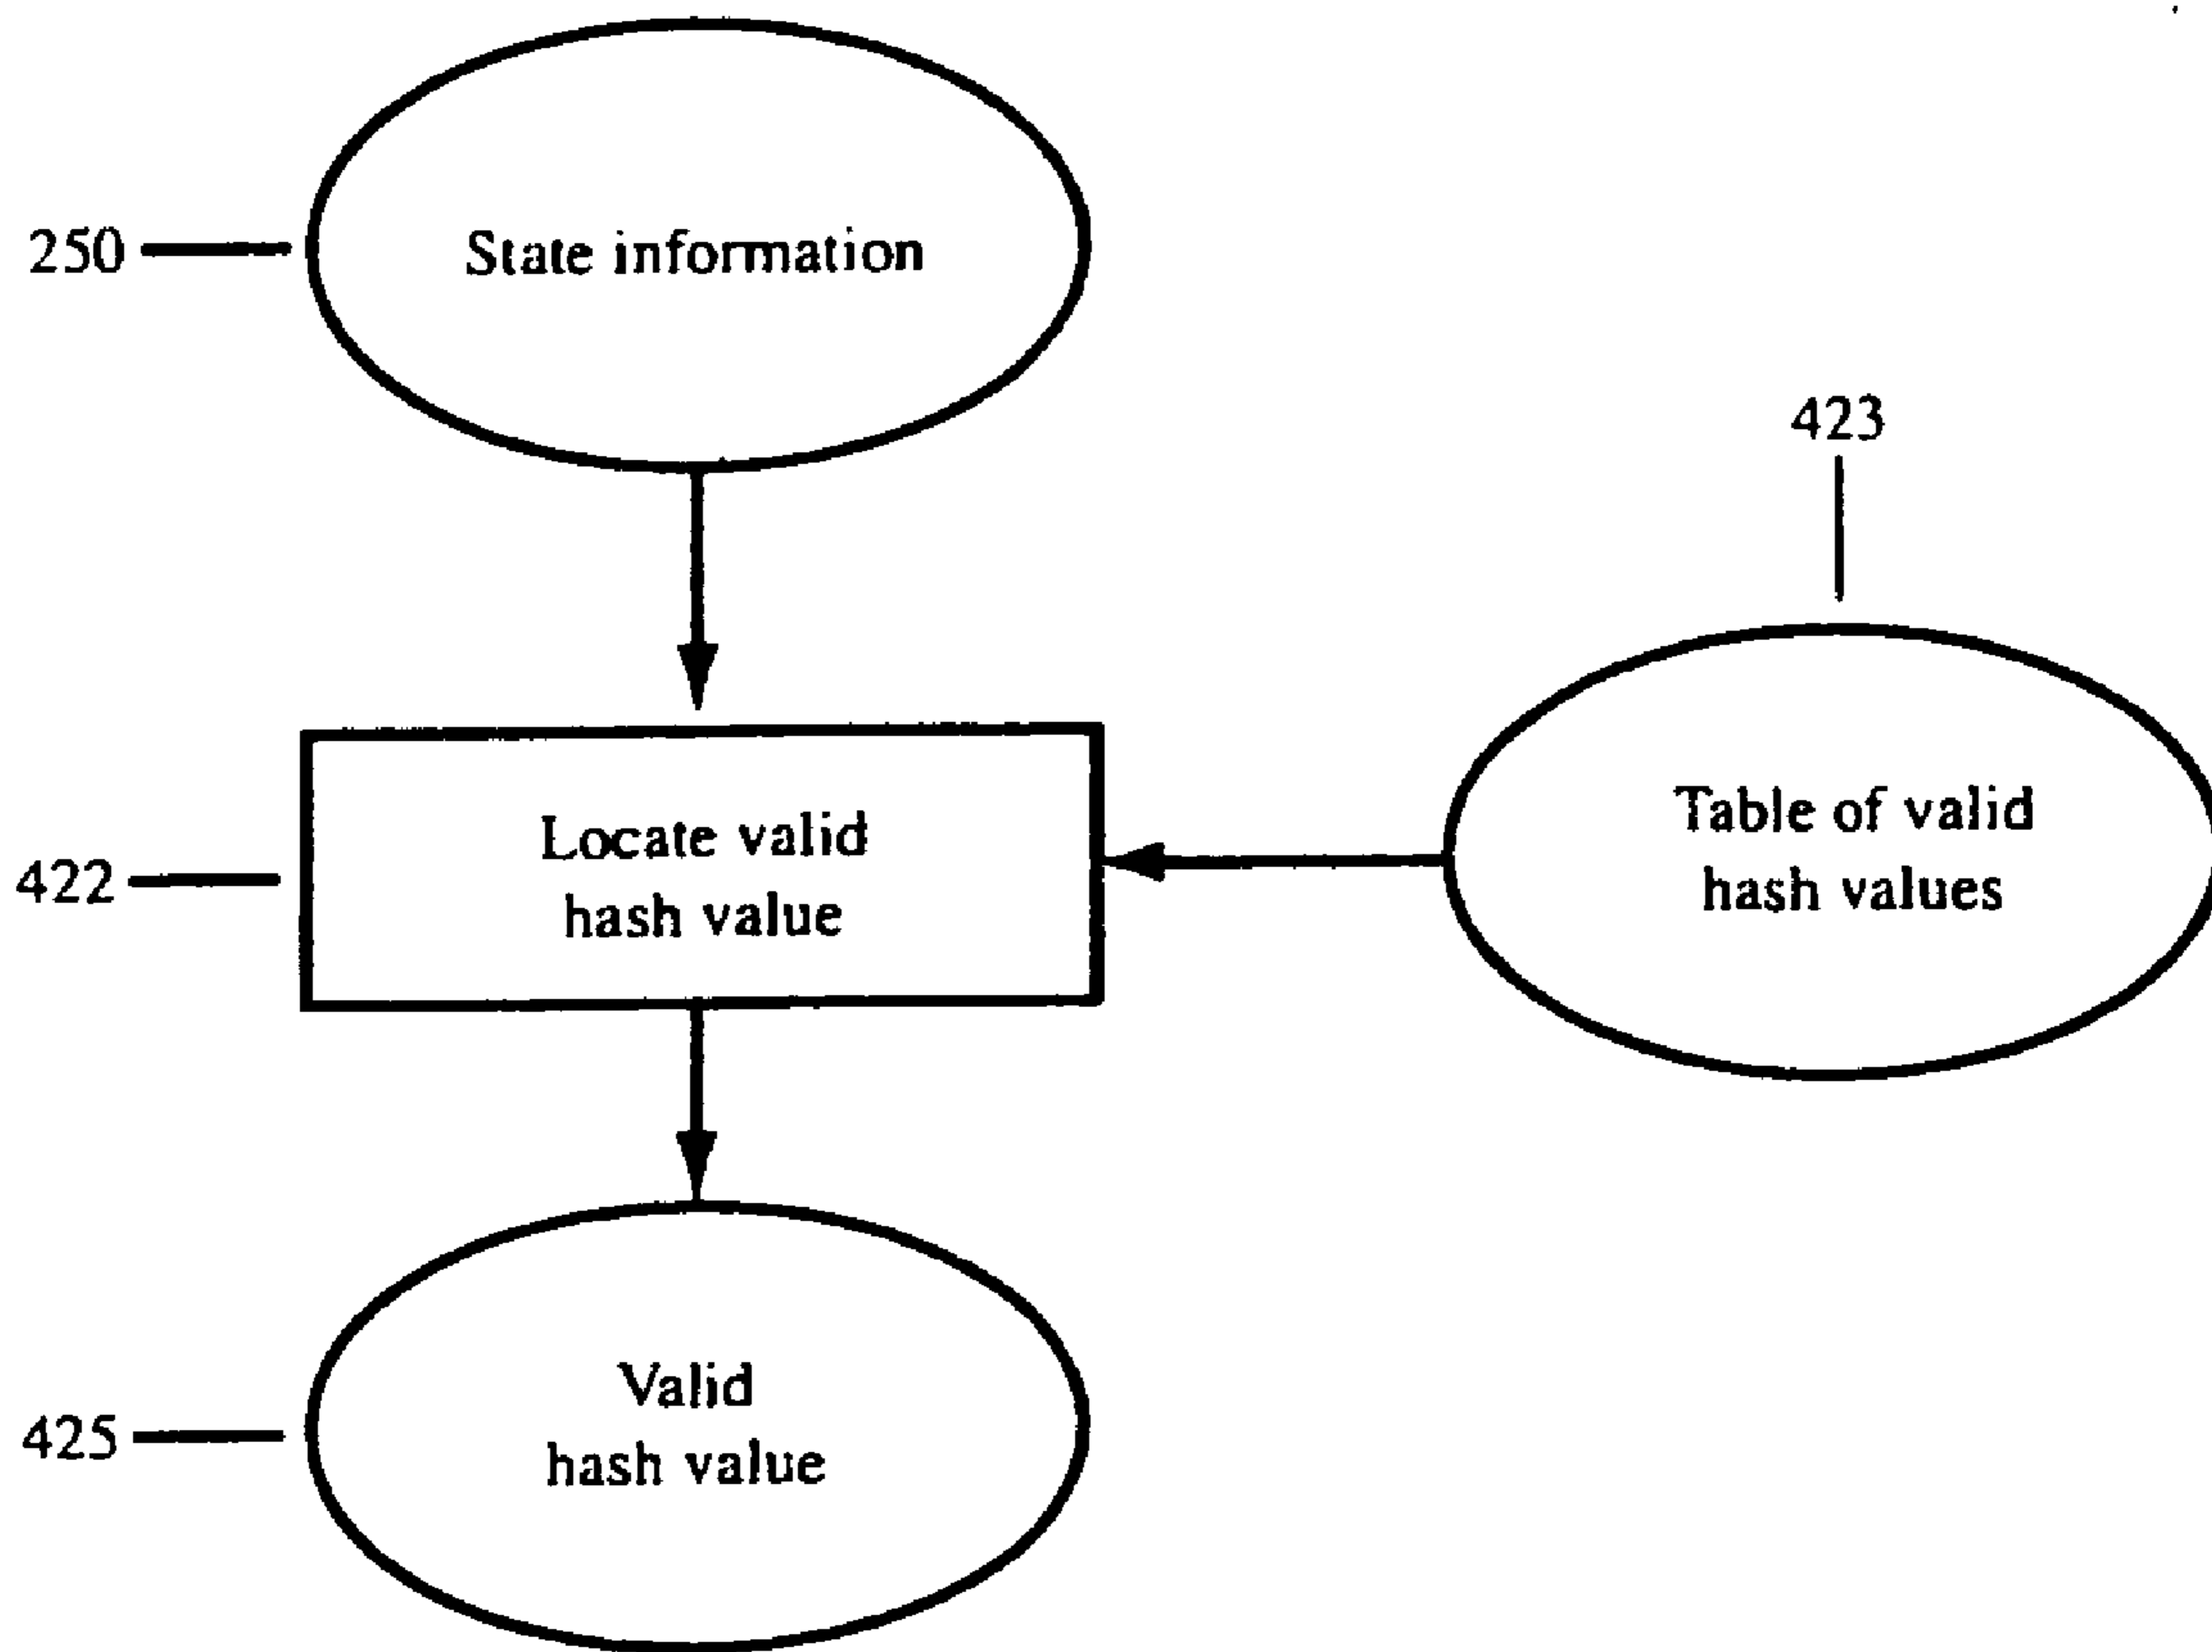 250
State information
423
Table of valid
hash values
422
Locate valid
hash value
425
Valid
hash value